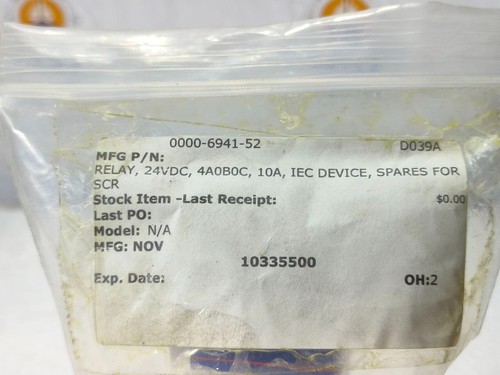 0000-6941-52 D039A
MFG P/N:
RELAY, 24VDC, 4A0B0C, 10A, IEC DEVICE, SPARES FOR
SCR
Stock Item -Last Receipt: $0.00
Last PO:
Model: N/A
MFG: NOV
10335500
Exp. Date: OH:2